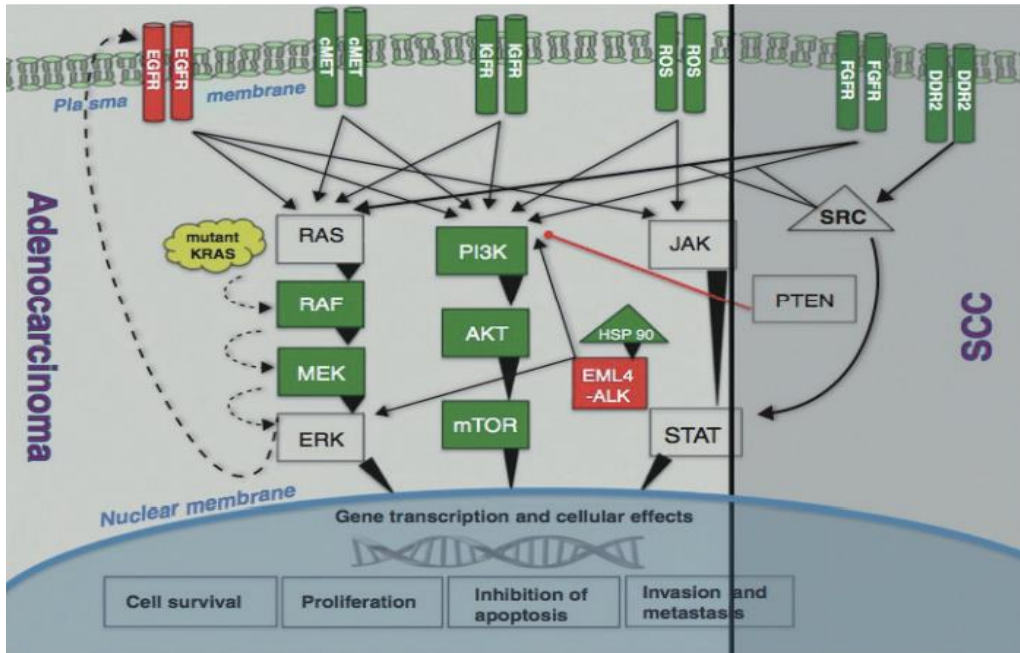 EGFR
EGFR
cMET
cMET
IGFR
IGFR
ROS
ROS
FGFR
FGFR
DDR2
DDR2
Plasma membrane
Adenocarcinoma
SCC
mutant
KRAS
RAS
PI3K
JAK
SRC
RAF
AKT
PTEN
HSP 90
MEK
EML4
-ALK
ERK
mTOR
STAT
Nuclear membrane
Gene transcription and cellular effects
Cell survival
Proliferation
Inhibition of
apoptosis
Invasion and
metastasis